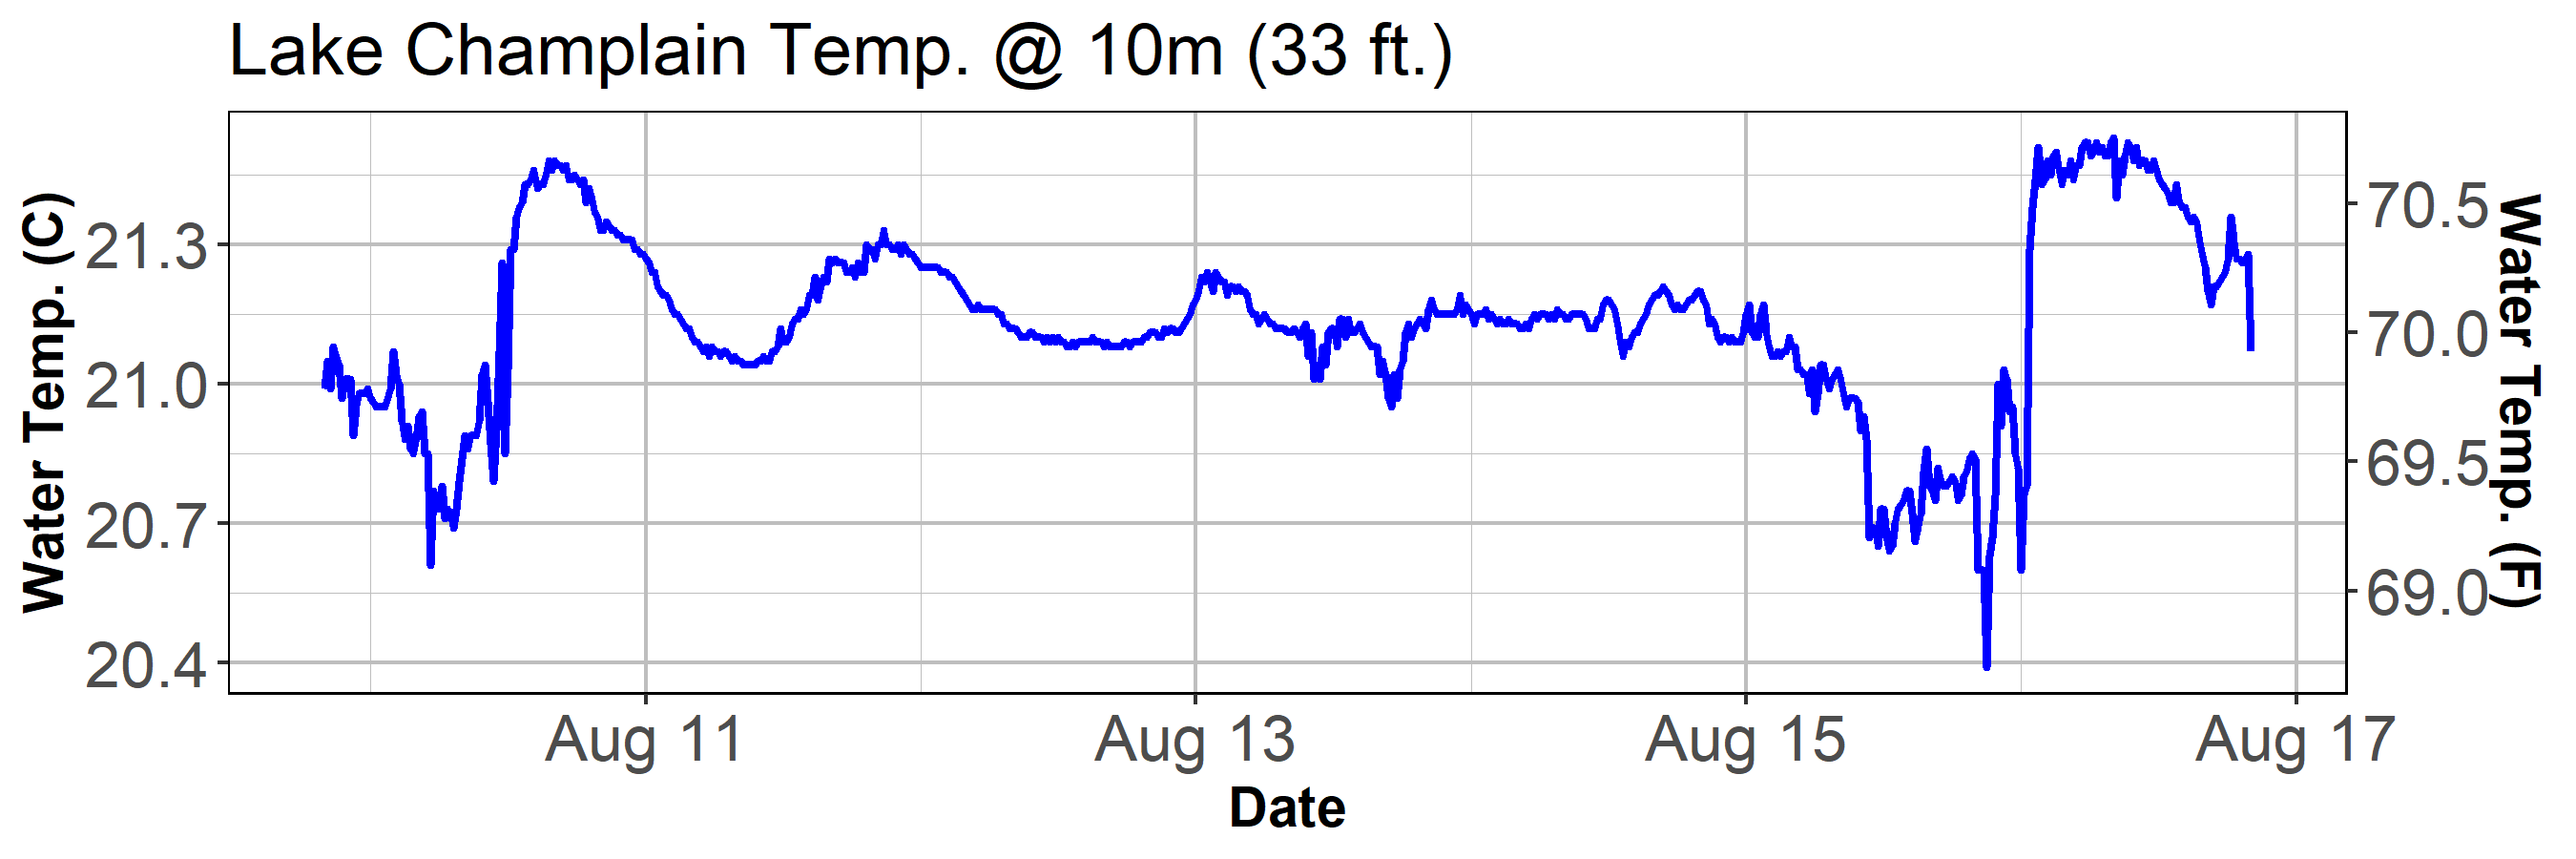 Lake Champlain Temp. @ 10m (33 ft.)
Water Temp. (C)
21.3
21.0
20.7
20.4
70.5
70.0
69.5
69.0
Water Temp. (F)
Aug 11
Aug 13
Aug 15
Aug 17
Date